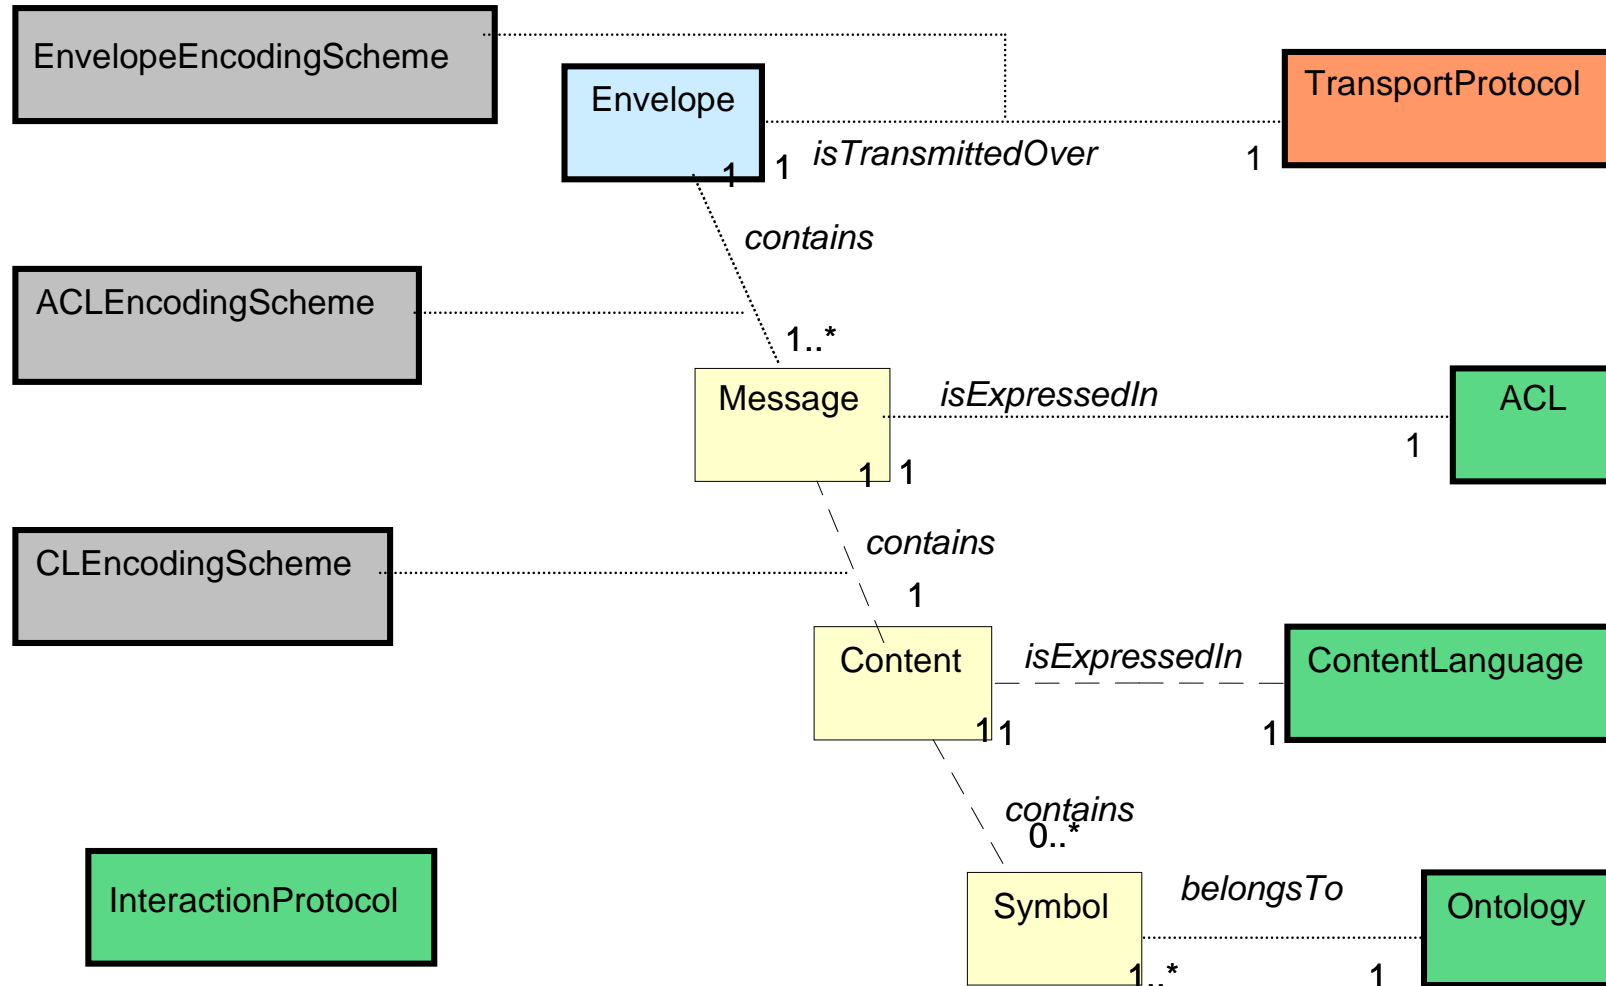 EnvelopeEncodingScheme
Envelope
TransportProtocol
1
1
isTransmittedOver
1
contains
ACLEncodingScheme
1..*
Message
isExpressedIn
ACL
1
1
1
contains
CLEncodingScheme
1
Content
isExpressedIn
ContentLanguage
1
1
1
contains
0..*
InteractionProtocol
Symbol
belongsTo
Ontology
1..*
1